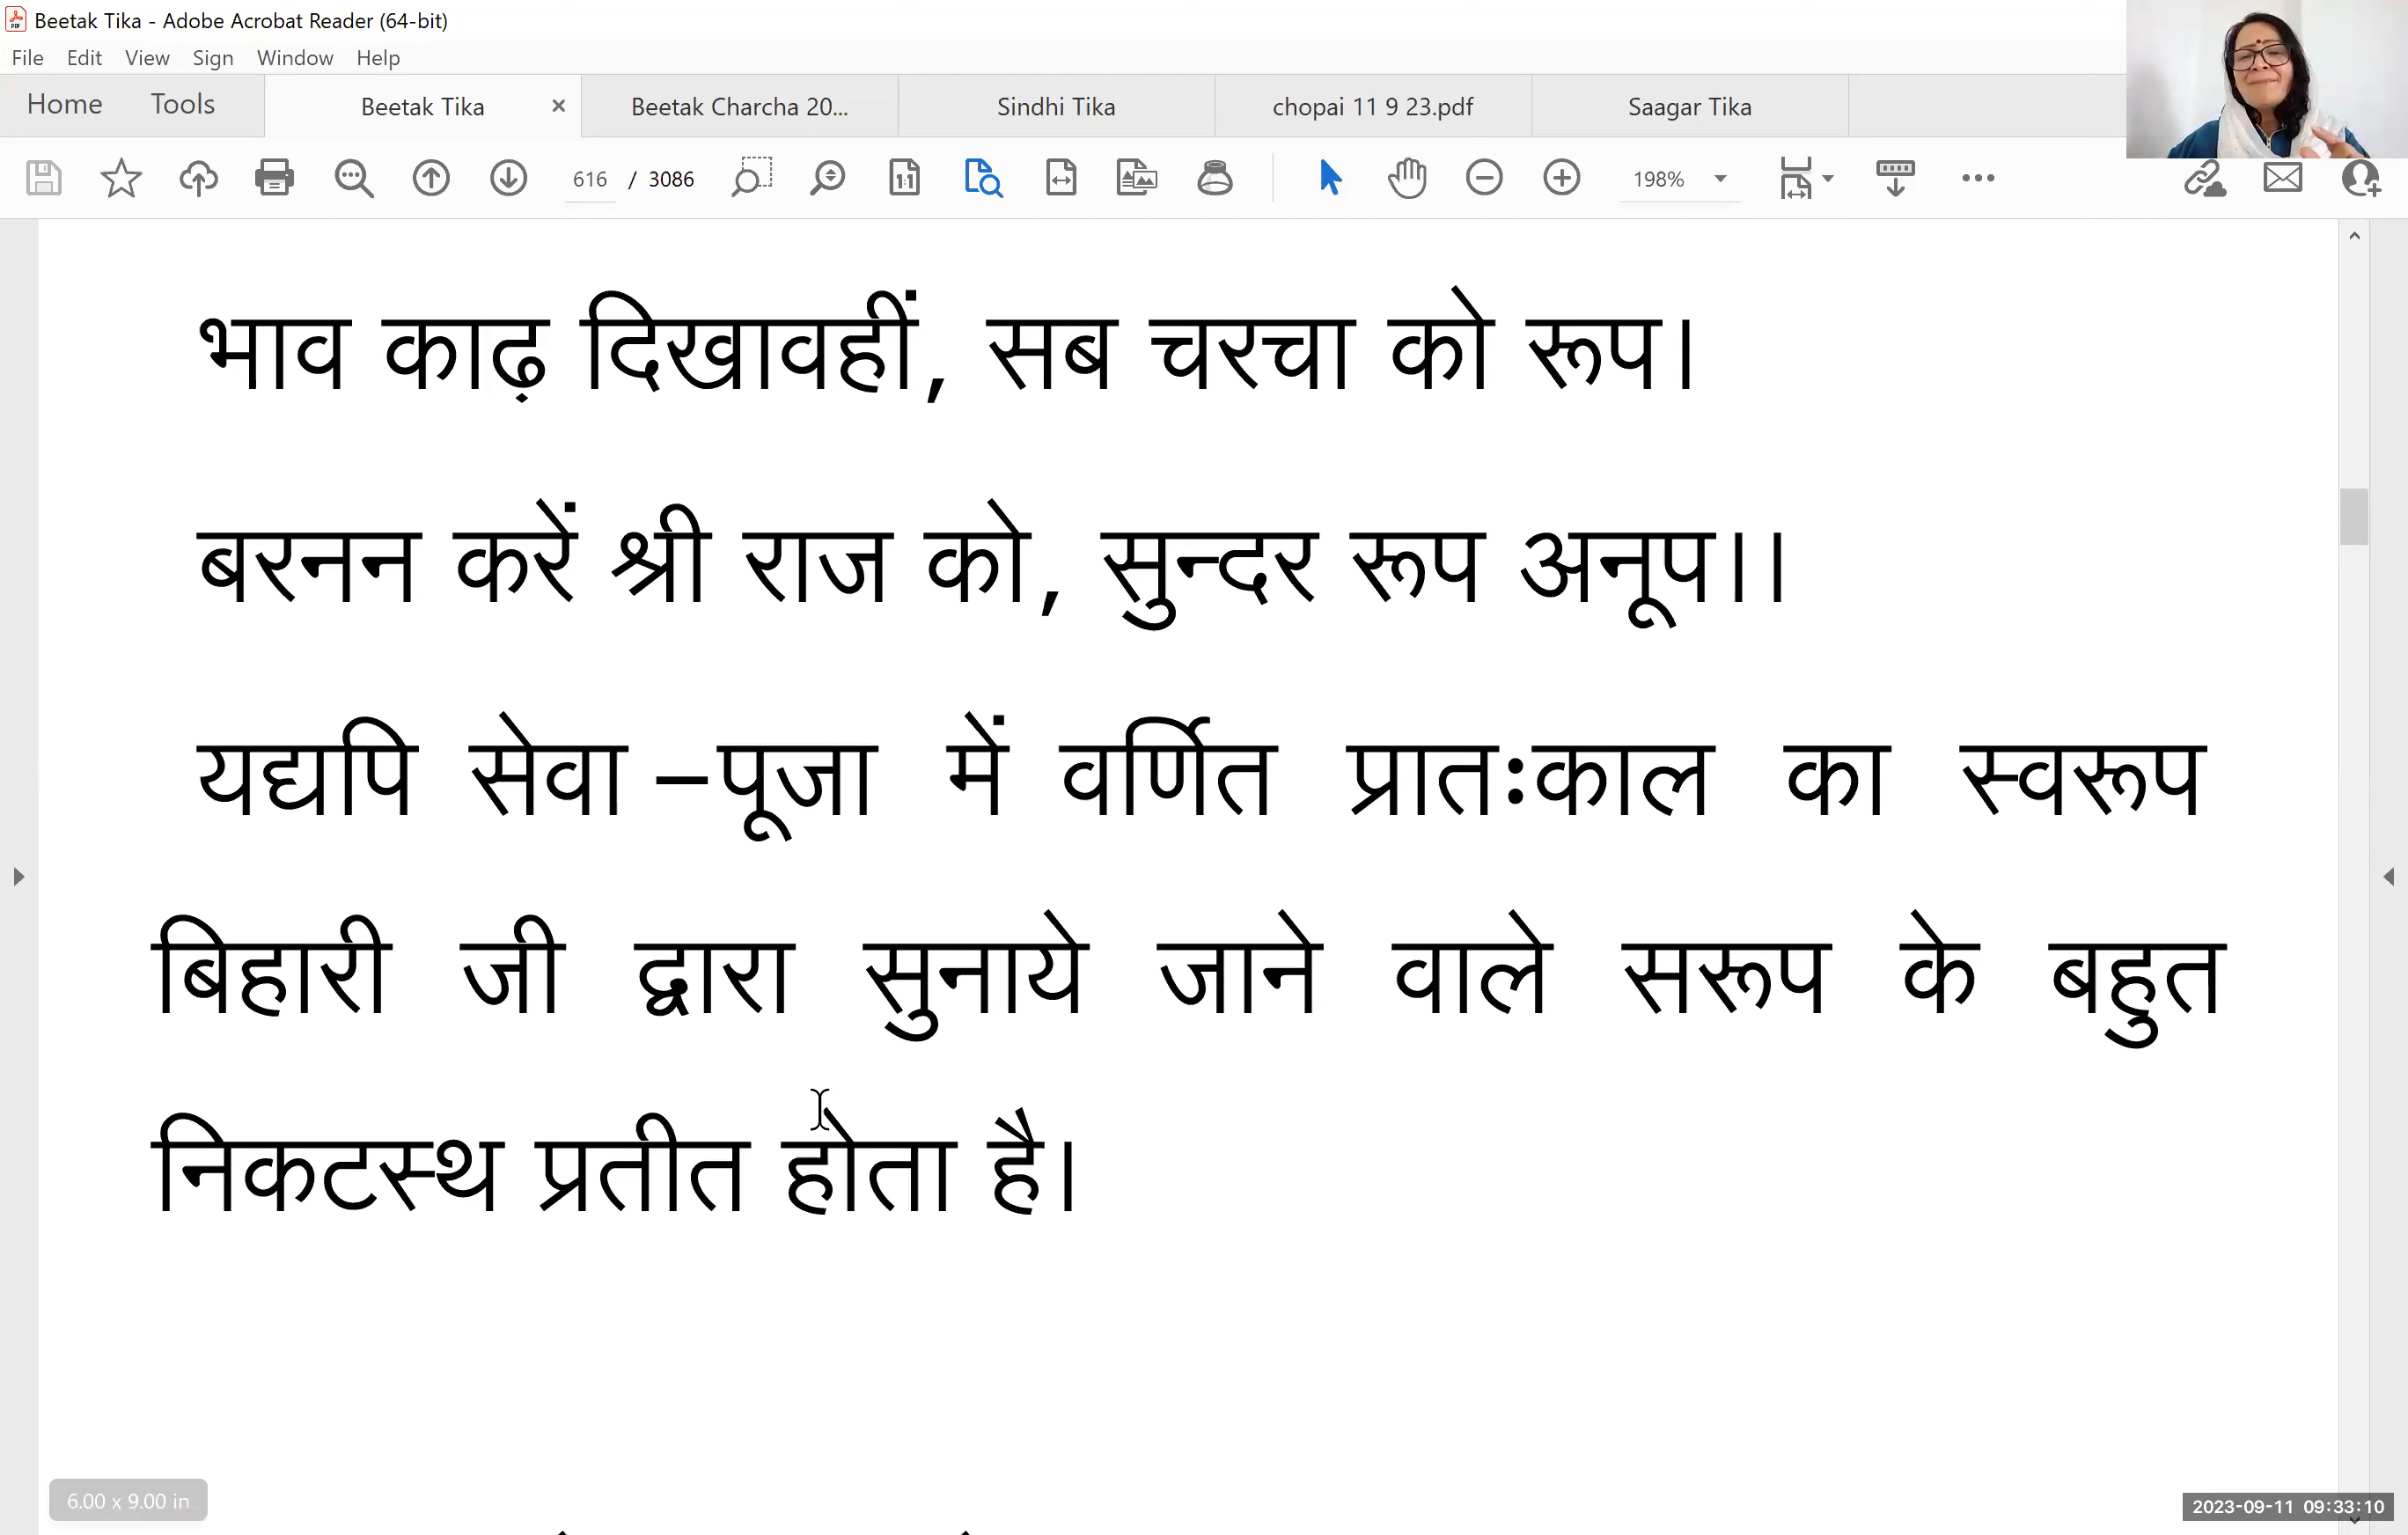 Beetak Tika - Adobe Acrobat Reader (64-bit)
File Edit View Sign Window Help
Home Tools Beetak Tika Beetak Charcha 20... Sindhi Tika chopai 11 9 23.pdf Saagar Tika
616 / 3086 198%
भाव काढ़ दिखावहीं, सब चरचा को रूप।
बरनन करें श्री राज को, सुन्दर रूप अनूप।।
यद्यपि सेवा –पूजा में वर्णित प्रातःकाल का स्वरूप
बिहारी जी द्वारा सुनाये जाने वाले सरूप के बहुत
निकटस्थ प्रतीत होता है।
6.00 x 9.00 in
2023-09-11 09:33:10